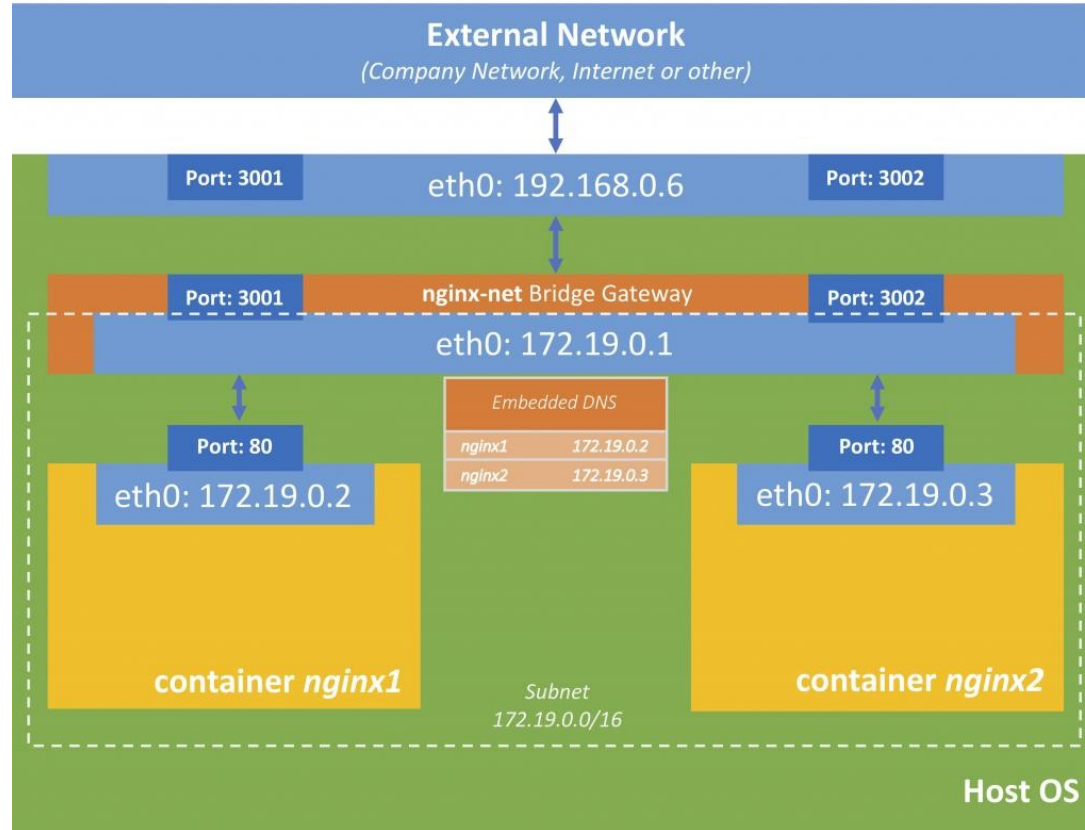 External Network
(Company Network, Internet or other)
Port: 3001
eth0: 192.168.0.6
Port: 3002
Port: 3001
nginx-net Bridge Gateway
Port: 3002
eth0: 172.19.0.1
Embedded DNS
nginx1 172.19.0.2
nginx2 172.19.0.3
Port: 80
eth0: 172.19.0.2
container nginx1
Port: 80
eth0: 172.19.0.3
container nginx2
Subnet
172.19.0.0/16
Host OS